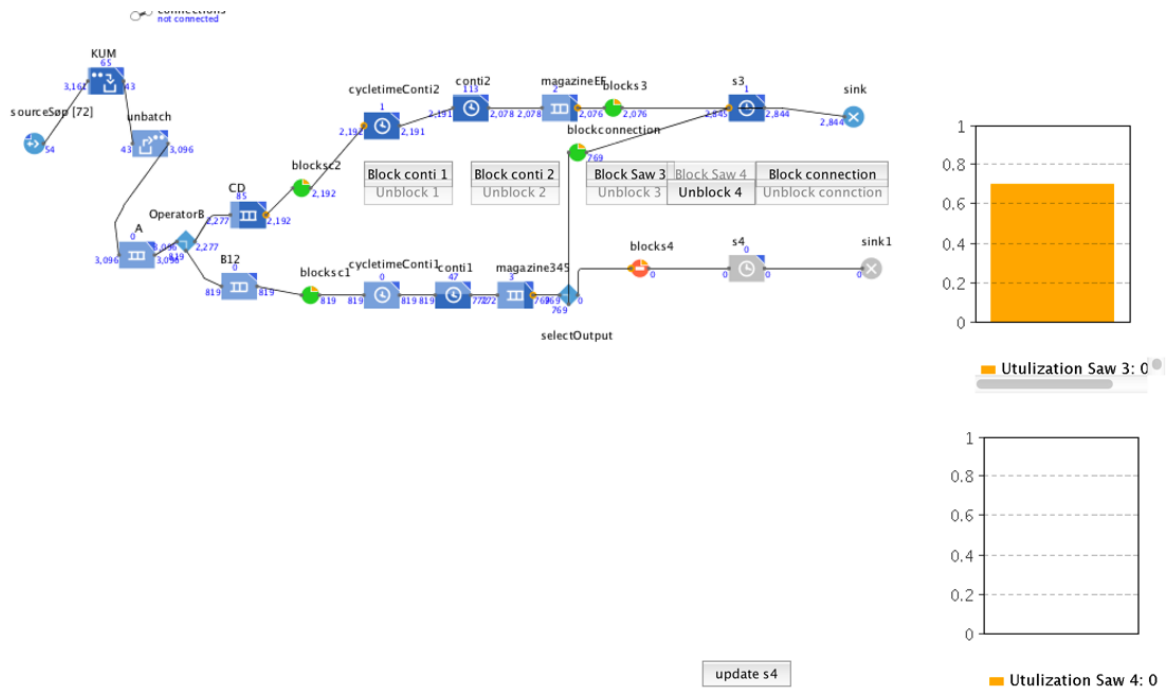 connections
not connected
KUM
65
3,161
43
sourceSøp [72]
54
unbatch
43
3,096
cycletimeConti2
1
2,192
2,191
conti2
113
2,191
2,078
magazineEF
2
2,078
2,076
blocks3
2,076
s3
1
2,845
2,844
sink
2,844
blockconnection
769
blocksc2
2,192
Block conti 1
Unblock 1
Block conti 2
Unblock 2
Block Saw 3
Unblock 3
Block Saw 4
Unblock 4
Block connection
Unblock connction
CD
85
2,277
2,192
OperatorB
3,096
819
2,277
A
0
3,096
3,096
B12
0
819
819
blocksc1
819
cycletimeConti1
0
819
819
conti1
47
819
772
magazine345
3
772
769
selectOutput
769
769
0
blocks4
0
s4
0
0
0
sink1
0
1
0.8
0.6
0.4
0.2
0
Utulization Saw 3: 0
1
0.8
0.6
0.4
0.2
0
Utulization Saw 4: 0
update s4